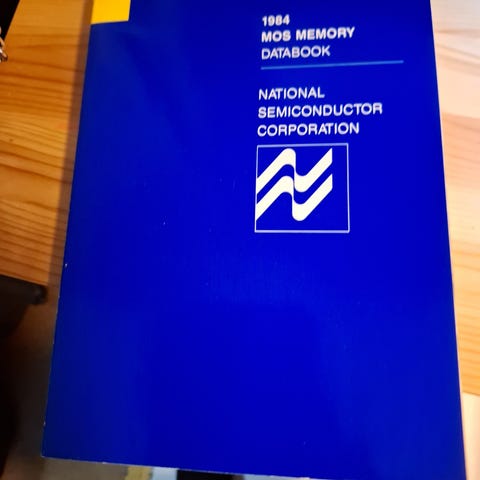 1984
MOS MEMORY
DATABOOK
NATIONAL
SEMICONDUCTOR
CORPORATION